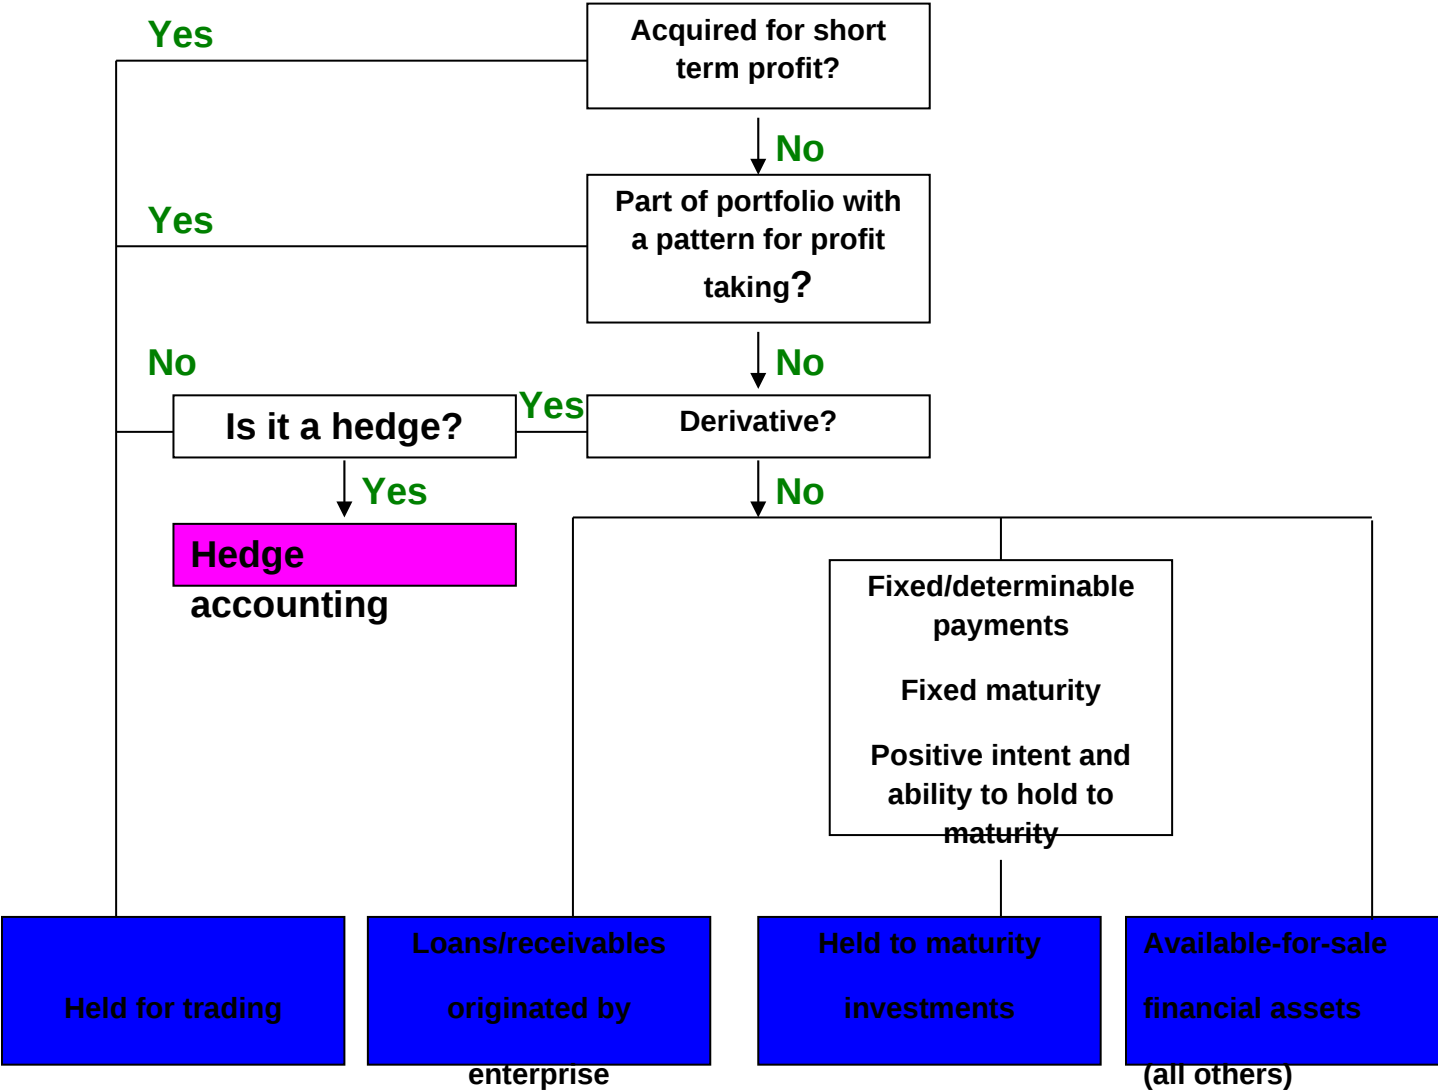 Yes
Acquired for short
term profit?
No
Yes
Part of portfolio with
a pattern for profit
taking?
No
No
Is it a hedge?
Yes
Derivative?
Yes
No
Hedge
accounting
Fixed/determinable
payments
Fixed maturity
Positive intent and
ability to hold to
maturity
Held for trading
Loans/receivables
originated by
enterprise
Held to maturity
investments
Available-for-sale
financial assets
(all others)